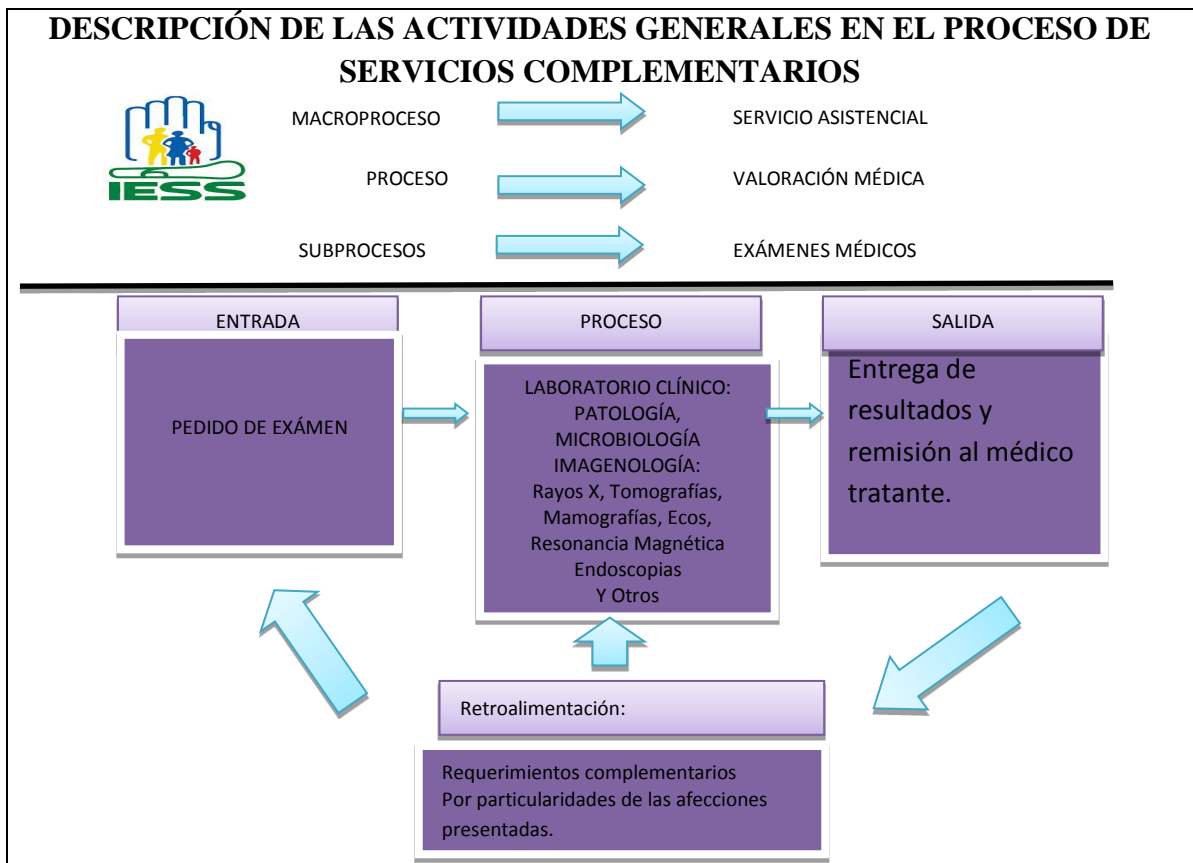 DESCRIPCIÓN DE LAS ACTIVIDADES GENERALES EN EL PROCESO DE
SERVICIOS COMPLEMENTARIOS
IESS
MACROPROCESO
SERVICIO ASISTENCIAL
PROCESO
VALORACIÓN MÉDICA
SUBPROCESOS
EXÁMENES MÉDICOS
ENTRADA
PEDIDO DE EXÁMEN
PROCESO
LABORATORIO CLÍNICO:
PATOLOGÍA,
MICROBIOLOGÍA
IMAGENOLOGÍA:
Rayos X, Tomografías,
Mamografías, Ecos,
Resonancia Magnética
Endoscopias
Y Otros
SALIDA
Entrega de
resultados y
remisión al médico
tratante.
Retroalimentación:
Requerimientos complementarios
Por particularidades de las afecciones
presentadas.